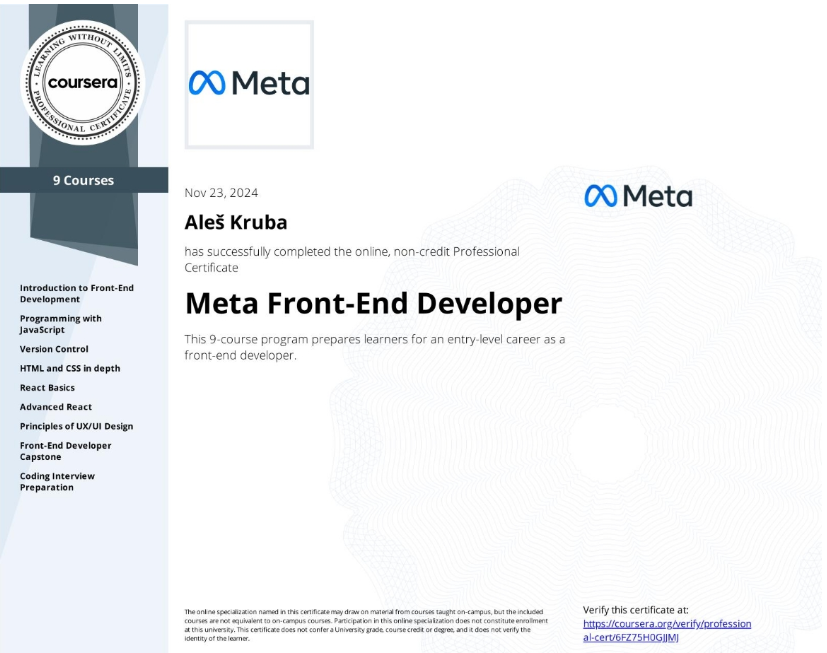 LEARNING WITHOUT LIMITS
coursera
PROFESSIONAL CERTIFICATE
9 Courses
Introduction to Front-End
Development
Programming with
JavaScript
Version Control
HTML and CSS in depth
React Basics
Advanced React
Principles of UX/UI Design
Front-End Developer
Capstone
Coding Interview
Preparation
Meta
Nov 23, 2024
Aleš Kruba
has successfully completed the online, non-credit Professional
Certificate
Meta Front-End Developer
This 9-course program prepares learners for an entry-level career as a
front-end developer.
Meta
The online specialization named in this certificate may draw on material from courses taught on-campus, but the included
courses are not equivalent to on-campus courses. Participation in this online specialization does not constitute enrollment
at this university. This certificate does not confer a University grade, course credit or degree, and it does not verify the
identity of the learner.
Verify this certificate at:
https://coursera.org/verify/profession
al-cert/6FZ75H0GJJMJ